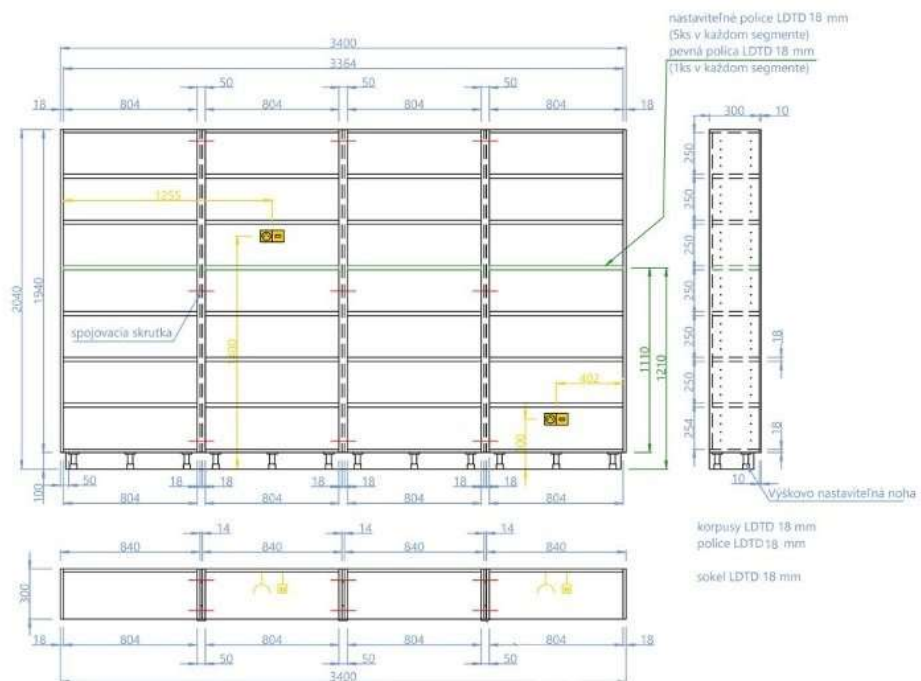 nastaviteľné police LDTD 18 mm
(5ks v každom segmente)
pevná polica LDTD 18 mm
(1ks v každom segmente)
3400
3364
50 50 50
18 804 804 804 804 18
300 10
250
250
250
250
250
250
254
18
18
10
1255
2040
1940
spojovacia skrutka
402
1110
1210
100
50
804 18 18 804 18 18 804 18 18 804
Výškovo nastaviteľná noha
korpusy LDTD 18 mm
police LDTD 18 mm
sokel LDTD 18 mm
14 14 14
840 840 840 840
300
18 804 804 804 804 18
50 50 50
3400